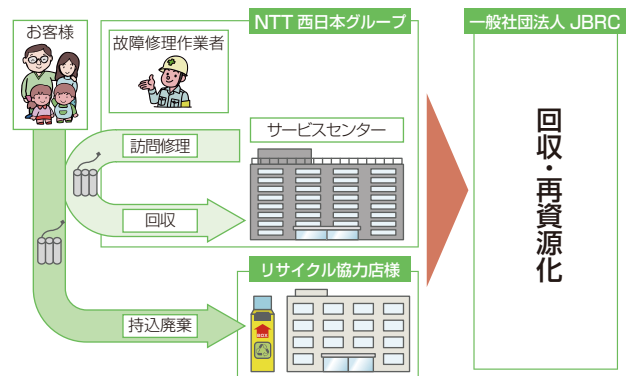 お客様
NTT西日本グループ
一般社団法人 JBRC
故障修理作業者
サービスセンター
訪問修理
回収
回収・再資源化
リサイクル協力店様
持込廃棄